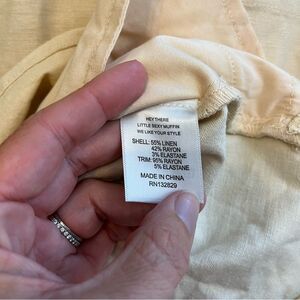 HEY THERE
LITTLE SEXY MUFFIN
WE LIKE YOUR STYLE
SHELL: 55% LINEN
42% RAYON
3% ELASTANE
TRIM: 95% RAYON
5% ELASTANE
MADE IN CHINA
RN132829